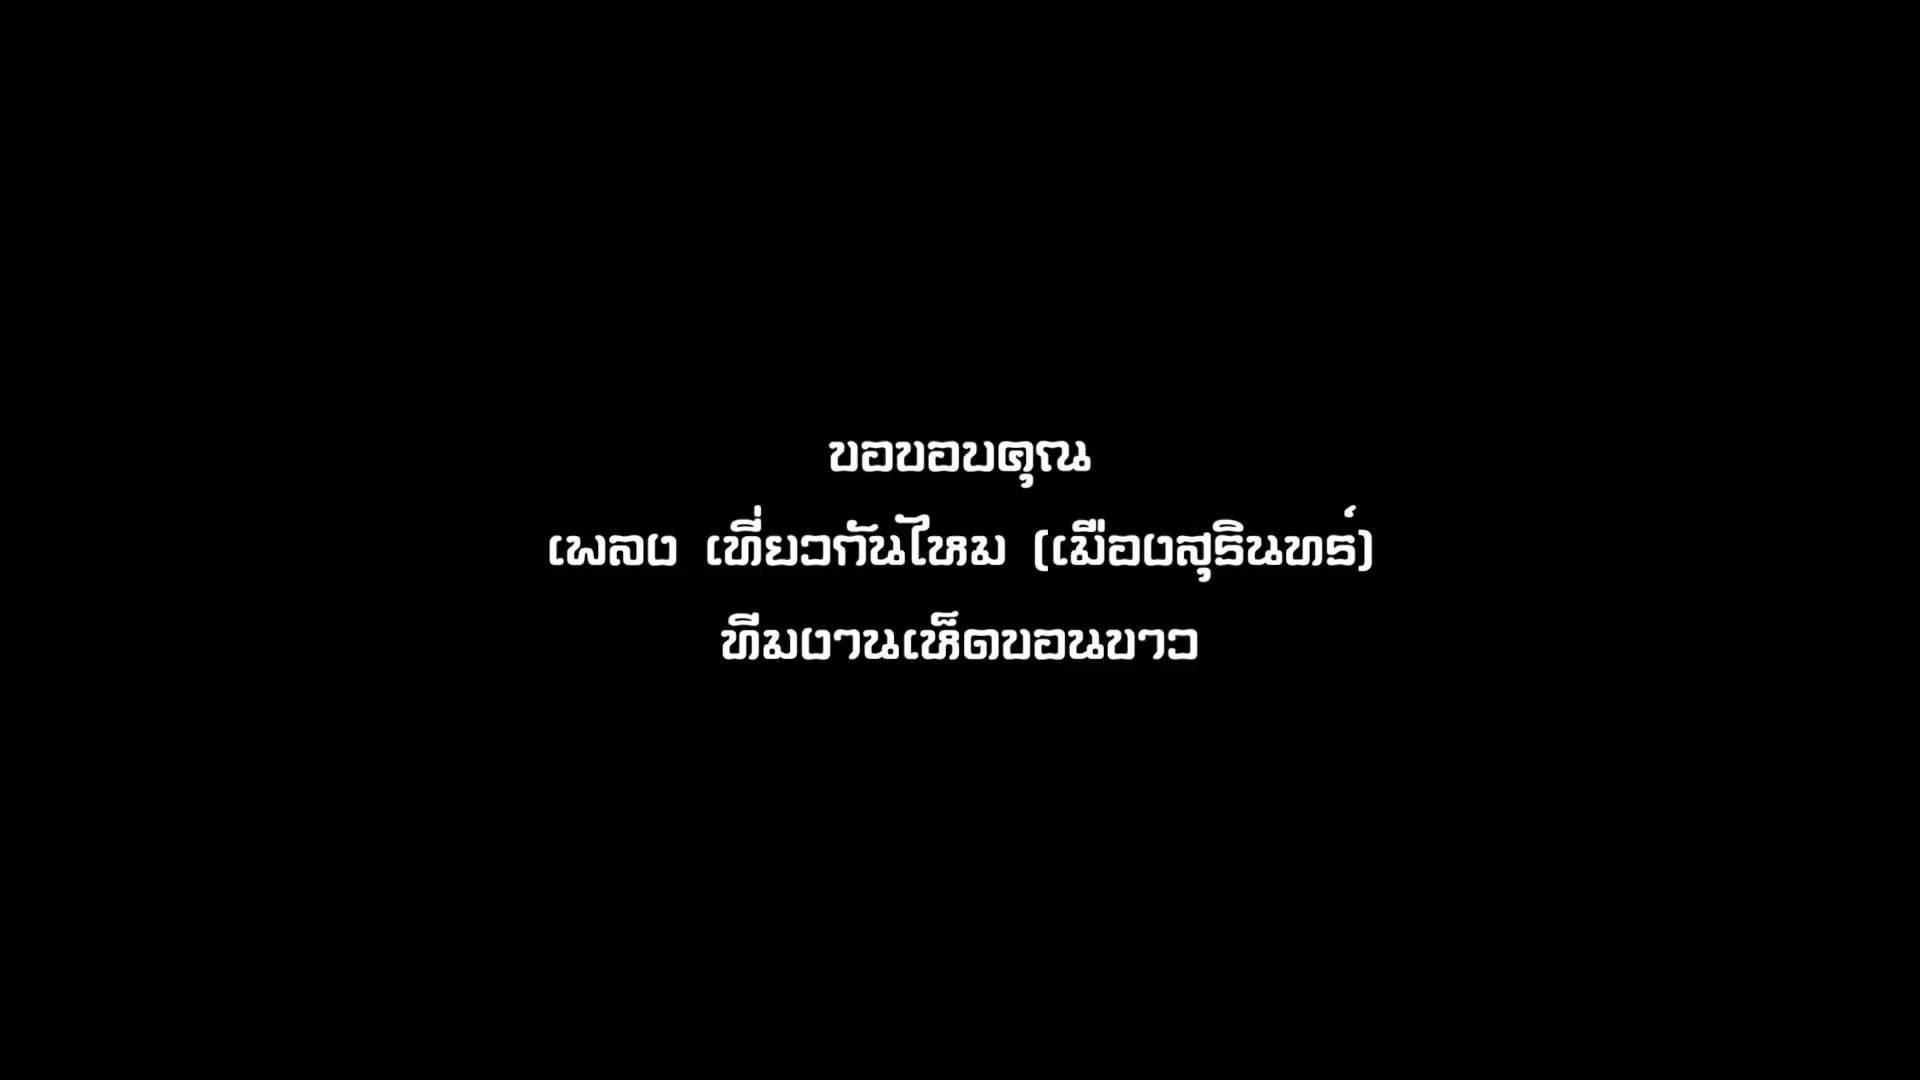 ขอขอบคุณ
เพลง เที่ยวกันไหม (เมืองสุรินทร์)
ทีมงานเห็ดขอนขาว